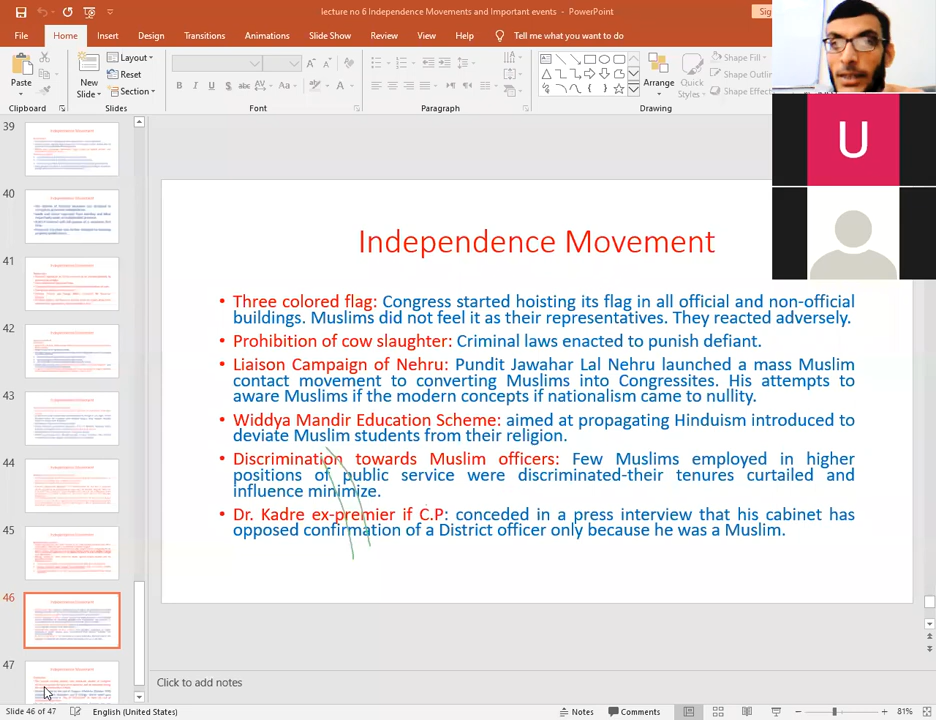 lecture no 6 Independence Movements and Important events - PowerPoint
File Home Insert Design Transitions Animations Slide Show Review View Help Tell me what you want to do
Paste
New
Slide
Layout
Reset
Section
Arrange
Quick
Styles
Shape Fill
Shape Outli
Shape Effect
Clipboard Slides Font Paragraph Drawing
U
39
40
41
42
43
44
45
46
47
Independence Movement
• Three colored flag: Congress started hoisting its flag in all official and non-official
buildings. Muslims did not feel it as their representatives. They reacted adversely.
• Prohibition of cow slaughter: Criminal laws enacted to punish defiant.
• Liaison Campaign of Nehru: Pundit Jawahar Lal Nehru launched a mass Muslim
contact movement to converting Muslims into Congressites. His attempts to
aware Muslims if the modern concepts if nationalism came to nullity.
• Widdya Mandir Education Scheme: aimed at propagating Hinduism introduced to
deviate Muslim students from their religion.
• Discrimination towards Muslim officers: Few Muslims employed in higher
positions of public service were discriminated-their tenures curtailed and
influence minimize.
• Dr. Kadre ex-premier if C.P: conceded in a press interview that his cabinet has
opposed confirmation of a District officer only because he was a Muslim.
Click to add notes
Slide 46 of 47 English (United States) Notes Comments 81%